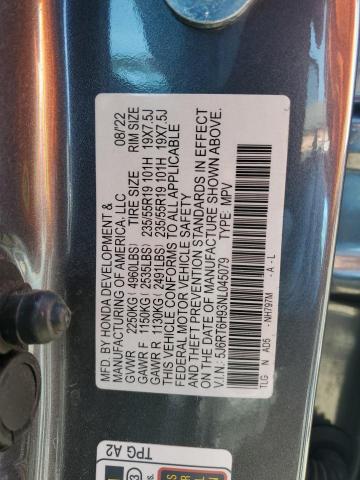 MFD. BY HONDA DEVELOPMENT &
MANUFACTURING OF AMERICA, LLC. 08/'22
GVWR 2250KG( 4960LBS) TIRE SIZE RIM SIZE
GAWR F 1150KG( 2535LBS) 235/55R19 101H 19X7.5J
GAWR R 1130KG( 2491LBS) 235/55R19 101H 19X7.5J
THIS VEHICLE CONFORMS TO ALL APPLICABLE
FEDERAL MOTOR VEHICLE SAFETY
AND THEFT PREVENTION STANDARDS IN EFFECT
ON THE DATE OF MANUFACTURE SHOWN ABOVE.
V.I.N.: 5J6RT6H93NL045079 TYPE: MPV
TLG N AD5 -NH797M -A-L
TPG A2